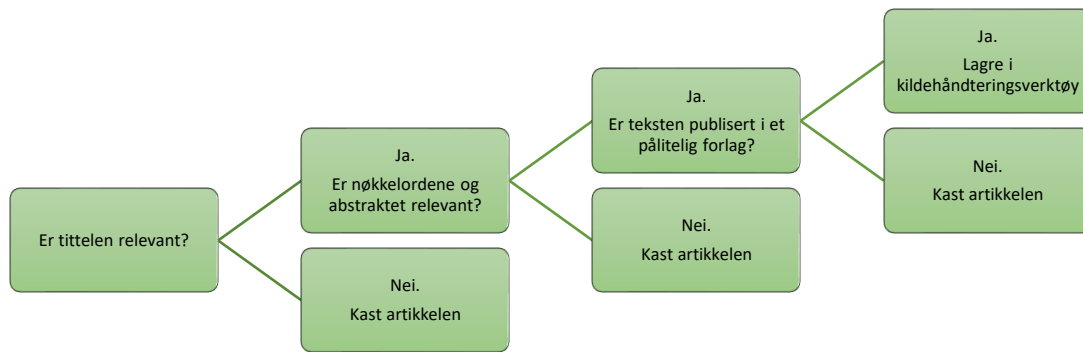 Er tittelen relevant?
Ja.
Er nøkkelordene og
abstraktet relevant?
Nei.
Kast artikkelen
Ja.
Er teksten publisert i et
pålitelig forlag?
Nei.
Kast artikkelen
Ja.
Lagre i
kildehåndteringsverktøy
Nei.
Kast artikkelen